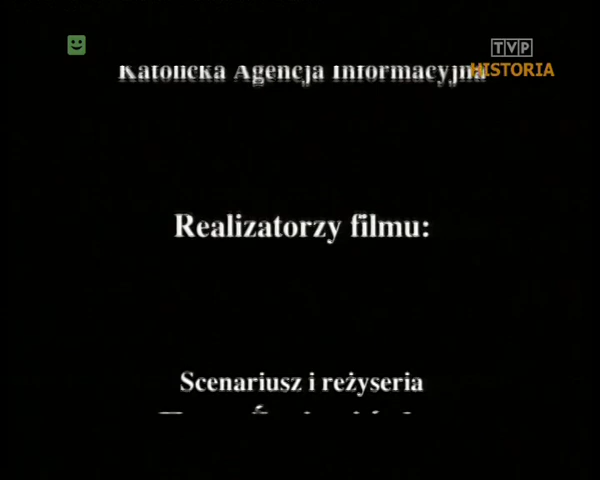 TVP
HISTORIA
Katolicka Agencja Informacyjna
Realizatorzy filmu:
Scenariusz i reżyseria